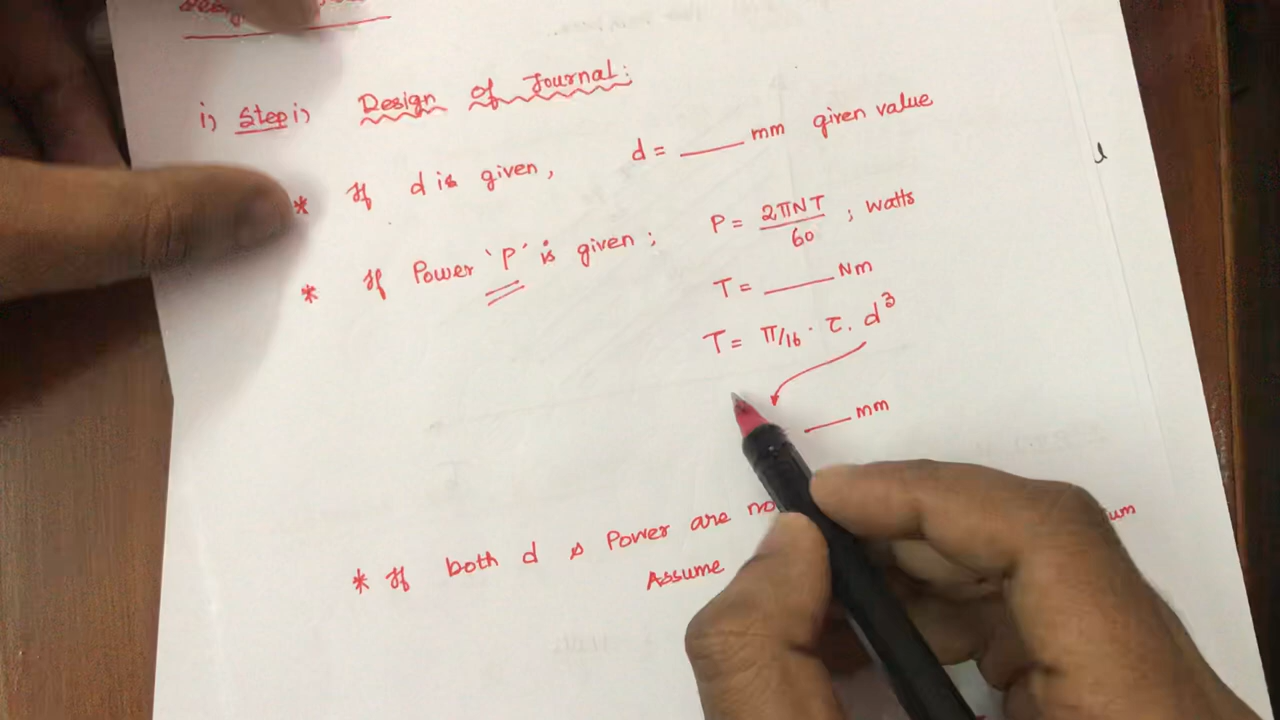 i) Step i) Design of Journal:
* If d is given, d = ____ mm given value
* If Power 'P' is given; P = 2πNT/60 ; watts
T = ____ Nm
T = π/16 · τ. d³
____ mm
* If both d & Power are
Assume